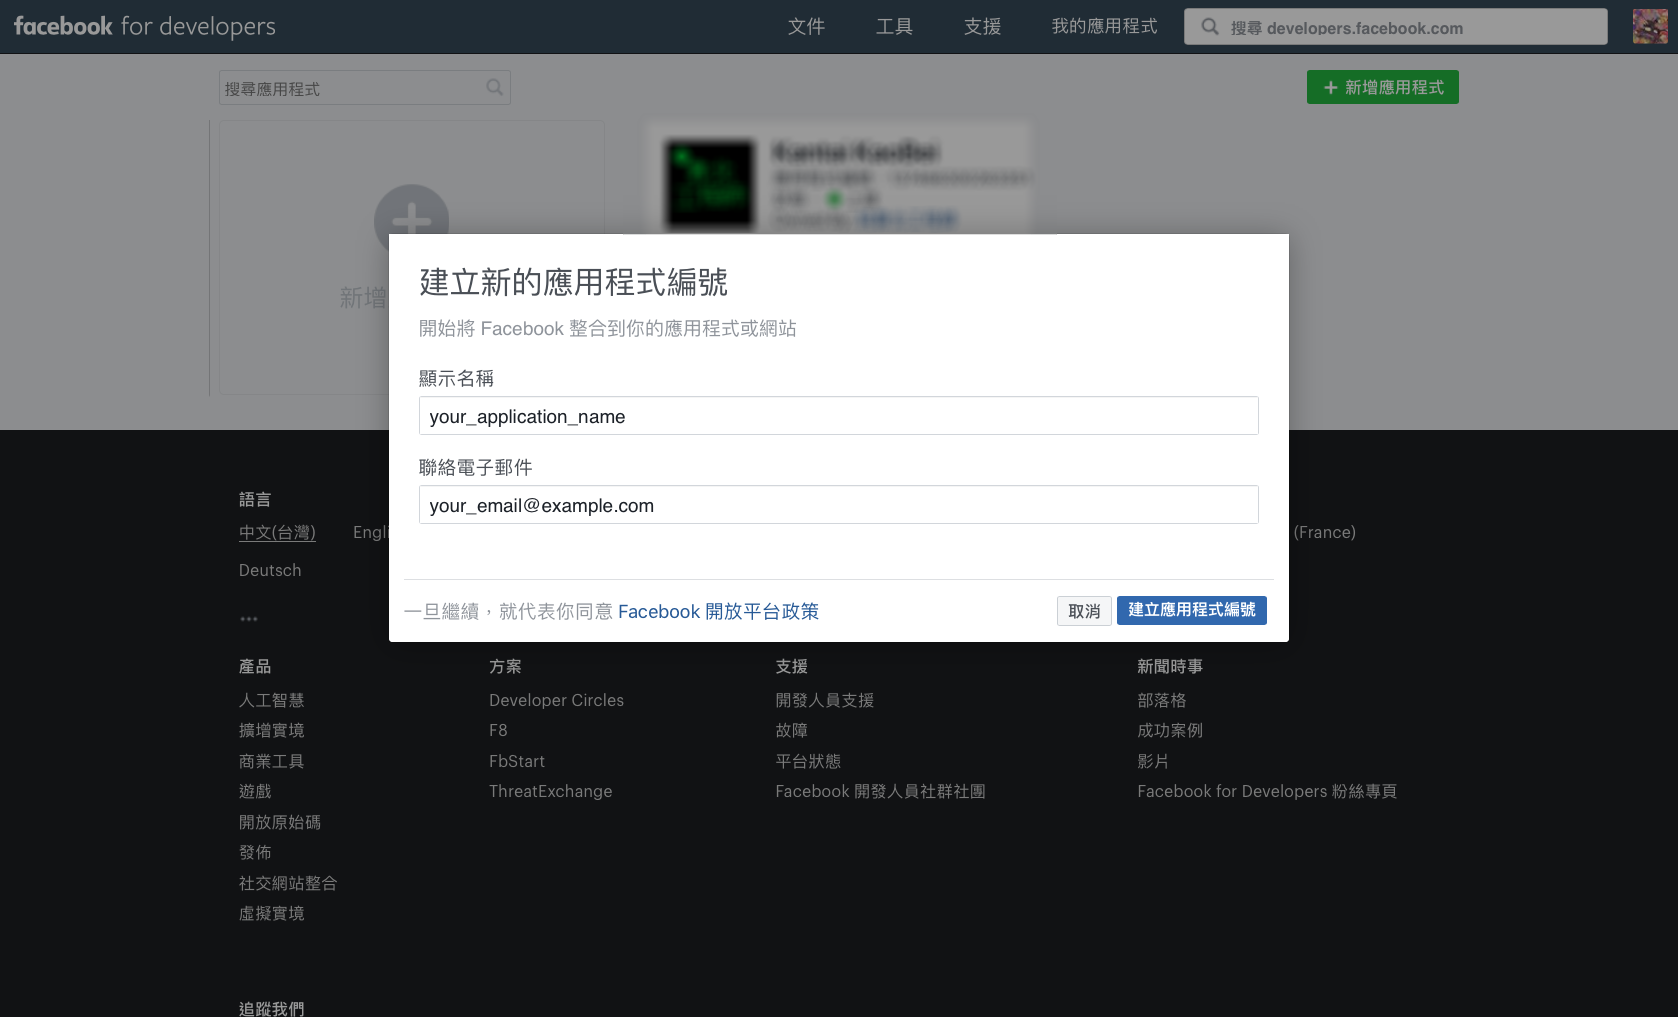 facebook for developers
文件 工具 支援 我的應用程式 搜尋 developers.facebook.com
搜尋應用程式
+ 新增應用程式
新增
建立新的應用程式編號
開始將 Facebook 整合到你的應用程式或網站
顯示名稱
your_application_name
聯絡電子郵件
your_email@example.com
一旦繼續，就代表你同意 Facebook 開放平台政策
取消 建立應用程式編號
語言
中文(台灣) (France)
Deutsch
...
產品
人工智慧
擴增實境
商業工具
遊戲
開放原始碼
發佈
社交網站整合
虛擬實境
方案
Developer Circles
F8
FbStart
ThreatExchange
支援
開發人員支援
故障
平台狀態
Facebook 開發人員社群社團
新聞時事
部落格
成功案例
影片
Facebook for Developers 粉絲專頁
追蹤我們